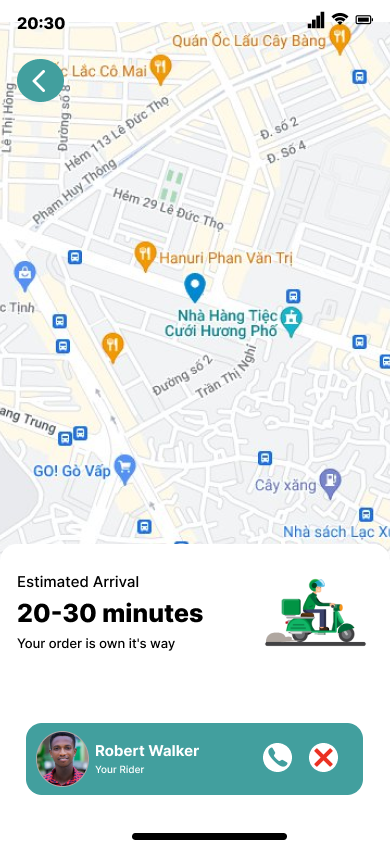 20:30
Quán Ốc Lẩu Cây Bàng
c Lắc Cô Mai
Lê Thị Hồng
Đường số 8
Hẻm 113 Lê Đức Thọ
Đ. số 2
Đ. Số 4
Phạm Huy Thông
Hẻm 29 Lê Đức Thọ
Hanuri Phan Văn Trị
c Tịnh
Nhà Hàng Tiệc
Cưới Hương Phố
Đường số 2
Trần Thị Nghỉ
ang Trung
GO! Gò Vấp
Cây xăng
Nhà sách Lạc Xu
Estimated Arrival
20-30 minutes
Your order is own it's way
Robert Walker
Your Rider